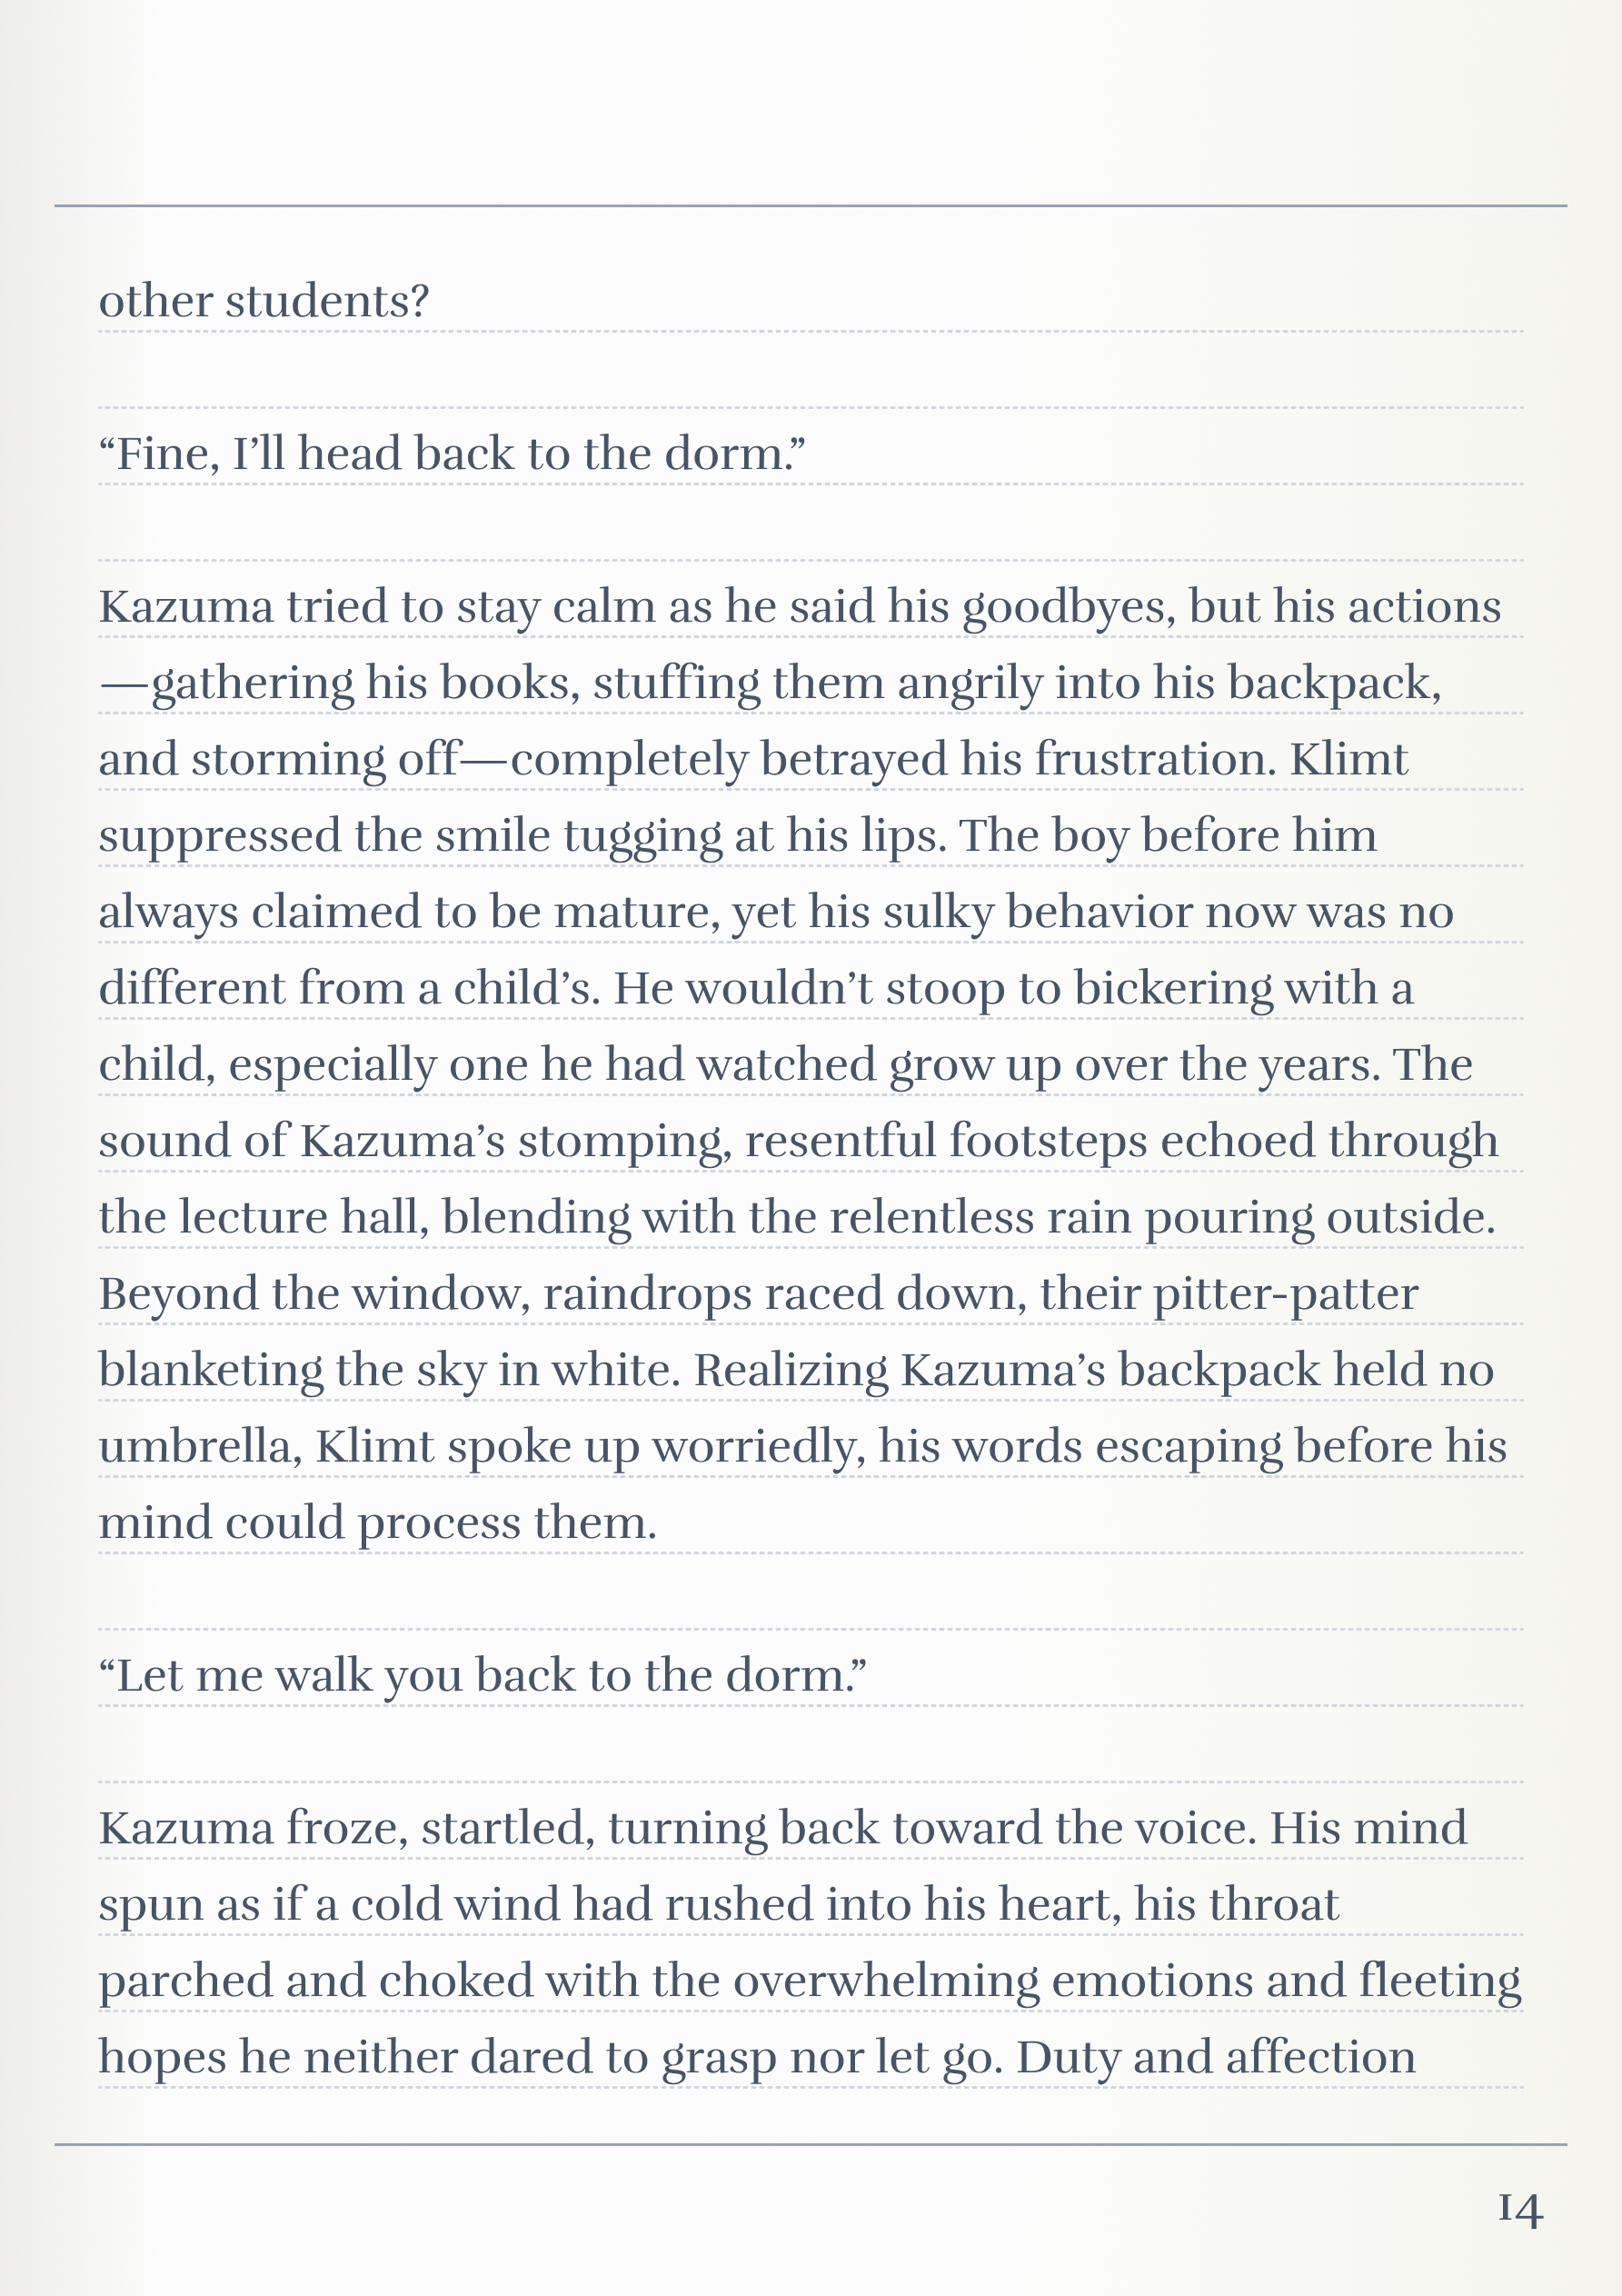 other students?
“Fine, I’ll head back to the dorm.”
Kazuma tried to stay calm as he said his goodbyes, but his actions
—gathering his books, stuffing them angrily into his backpack,
and storming off—completely betrayed his frustration. Klimt
suppressed the smile tugging at his lips. The boy before him
always claimed to be mature, yet his sulky behavior now was no
different from a child’s. He wouldn’t stoop to bickering with a
child, especially one he had watched grow up over the years. The
sound of Kazuma’s stomping, resentful footsteps echoed through
the lecture hall, blending with the relentless rain pouring outside.
Beyond the window, raindrops raced down, their pitter-patter
blanketing the sky in white. Realizing Kazuma’s backpack held no
umbrella, Klimt spoke up worriedly, his words escaping before his
mind could process them.
“Let me walk you back to the dorm.”
Kazuma froze, startled, turning back toward the voice. His mind
spun as if a cold wind had rushed into his heart, his throat
parched and choked with the overwhelming emotions and fleeting
hopes he neither dared to grasp nor let go. Duty and affection
14